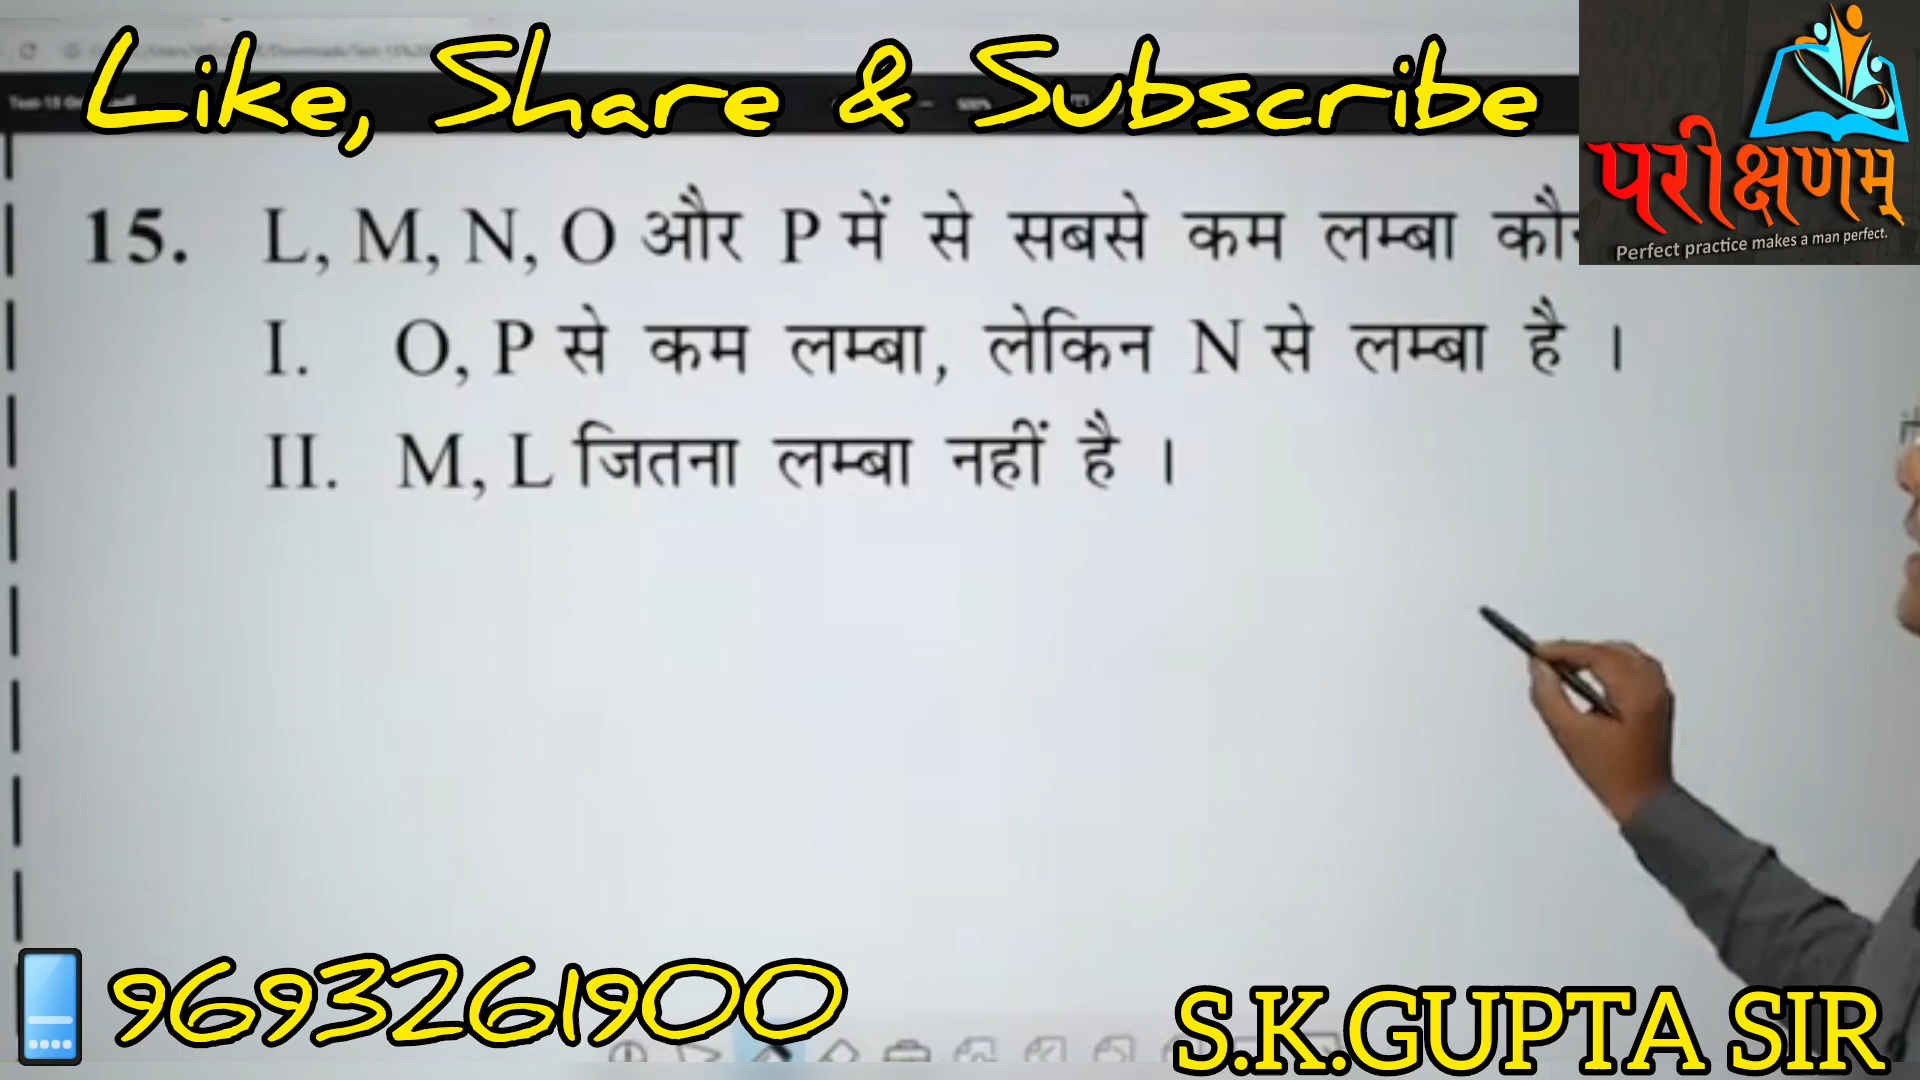 Like, Share & Subscribe
परीक्षणम्
Perfect practice makes a man perfect.
15. L, M, N, O और P में से सबसे कम लम्बा
I. O, P से कम लम्बा, लेकिन N से लम्बा है ।
II. M, L जितना लम्बा नहीं है ।
9693261900
S.K.GUPTA SIR